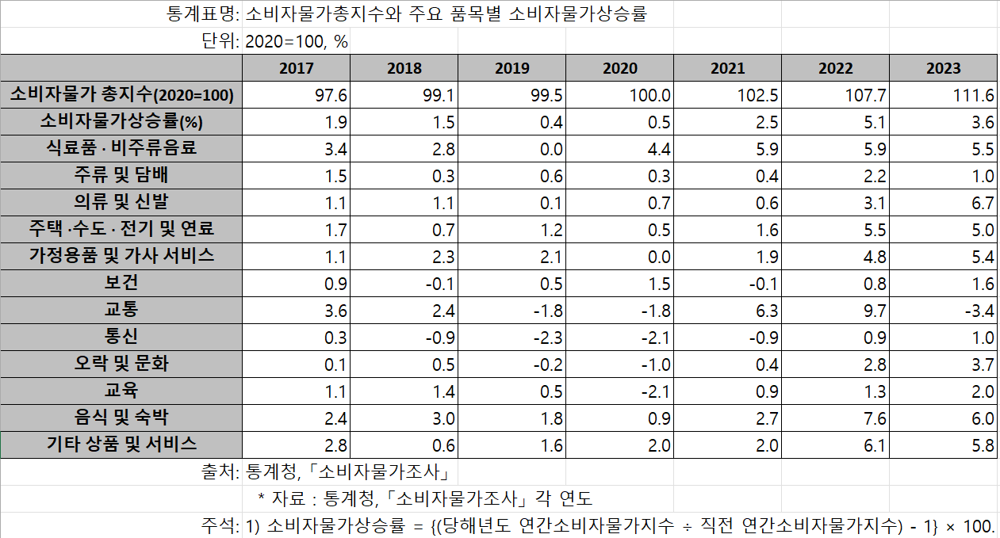 통계표명: 소비자물가총지수와 주요 품목별 소비자물가상승률
단위: 2020=100, %
2017 2018 2019 2020 2021 2022 2023
소비자물가 총지수(2020=100) 97.6 99.1 99.5 100.0 102.5 107.7 111.6
소비자물가상승률(%) 1.9 1.5 0.4 0.5 2.5 5.1 3.6
식료품 · 비주류음료 3.4 2.8 0.0 4.4 5.9 5.9 5.5
주류 및 담배 1.5 0.3 0.6 0.3 0.4 2.2 1.0
의류 및 신발 1.1 1.1 0.1 0.7 0.6 3.1 6.7
주택 ·수도 · 전기 및 연료 1.7 0.7 1.2 0.5 1.6 5.5 5.0
가정용품 및 가사 서비스 1.1 2.3 2.1 0.0 1.9 4.8 5.4
보건 0.9 -0.1 0.5 1.5 -0.1 0.8 1.6
교통 3.6 2.4 -1.8 -1.8 6.3 9.7 -3.4
통신 0.3 -0.9 -2.3 -2.1 -0.9 0.9 1.0
오락 및 문화 0.1 0.5 -0.2 -1.0 0.4 2.8 3.7
교육 1.1 1.4 0.5 -2.1 0.9 1.3 2.0
음식 및 숙박 2.4 3.0 1.8 0.9 2.7 7.6 6.0
기타 상품 및 서비스 2.8 0.6 1.6 2.0 2.0 6.1 5.8
출처: 통계청,「소비자물가조사」
* 자료 : 통계청,「소비자물가조사」각 연도
주석: 1) 소비자물가상승률 = {(당해년도 연간소비자물가지수 ÷ 직전 연간소비자물가지수) - 1} × 100.